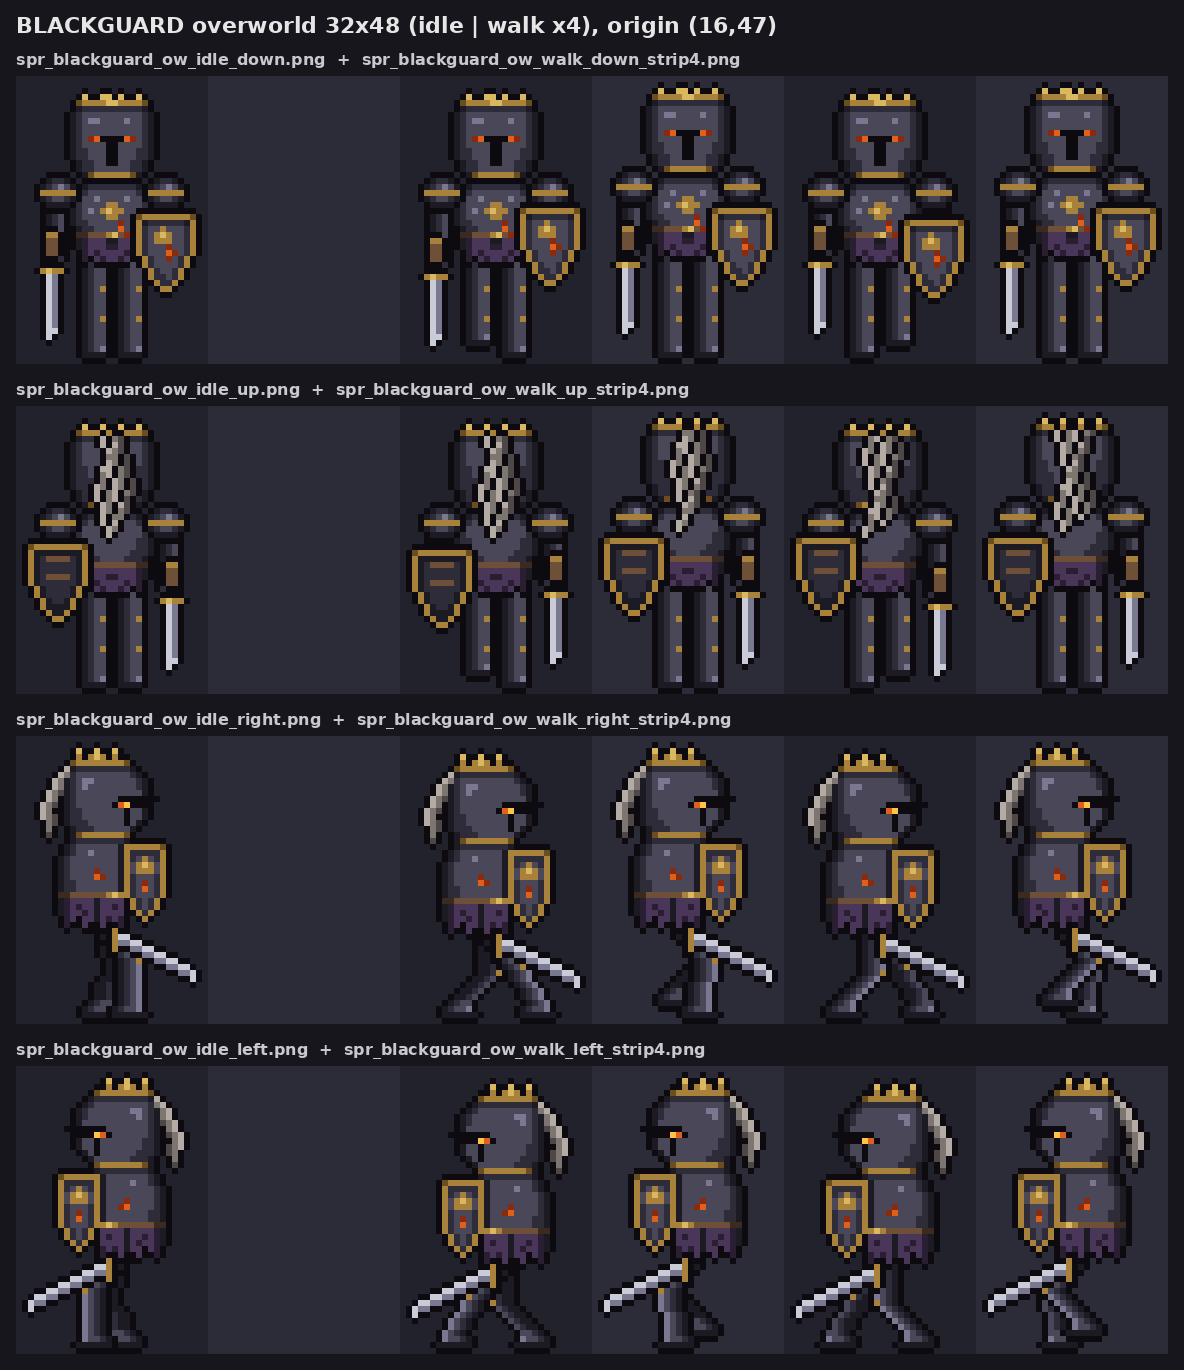 BLACKGUARD overworld 32x48 (idle | walk x4), origin (16,47)
spr_blackguard_ow_idle_down.png + spr_blackguard_ow_walk_down_strip4.png
spr_blackguard_ow_idle_up.png + spr_blackguard_ow_walk_up_strip4.png
spr_blackguard_ow_idle_right.png + spr_blackguard_ow_walk_right_strip4.png
spr_blackguard_ow_idle_left.png + spr_blackguard_ow_walk_left_strip4.png